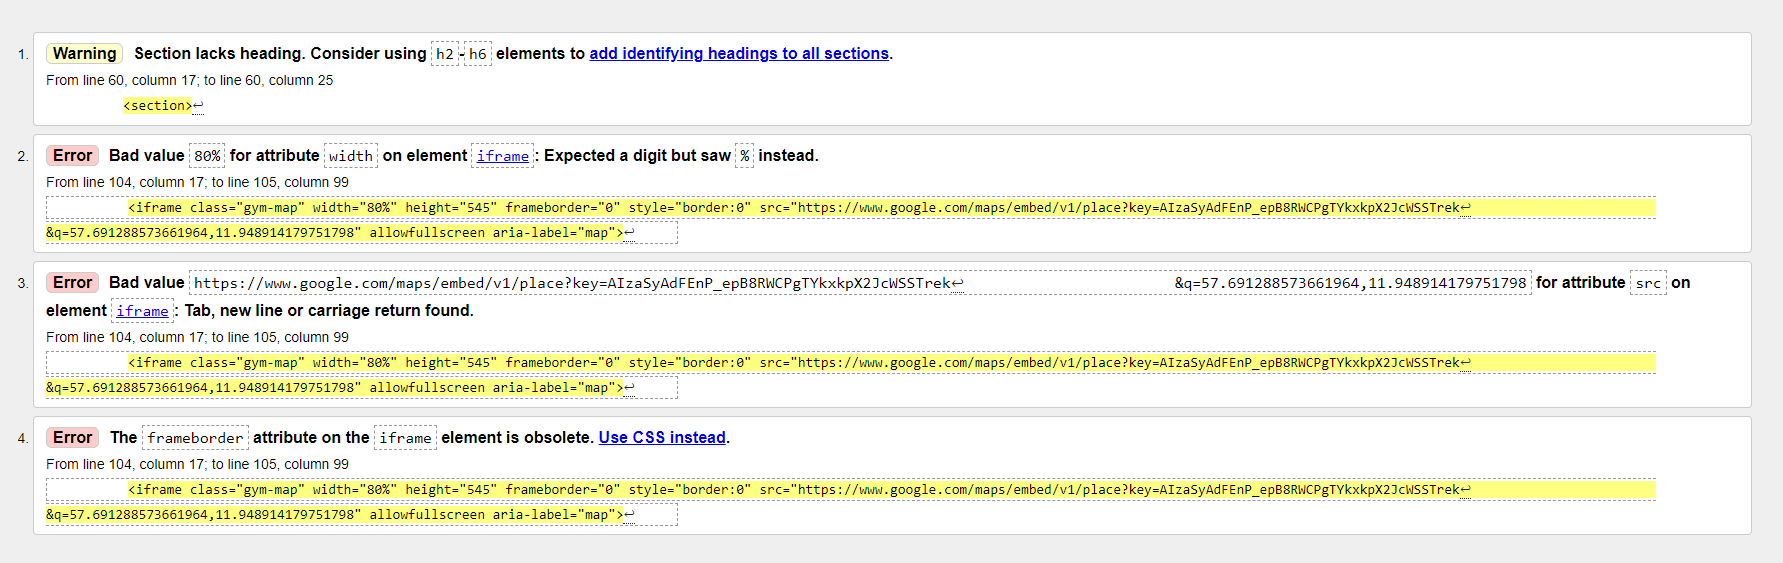 1. Warning Section lacks heading. Consider using h2-h6 elements to add identifying headings to all sections.
From line 60, column 17; to line 60, column 25
<section>↩
2. Error Bad value 80% for attribute width on element iframe: Expected a digit but saw % instead.
From line 104, column 17; to line 105, column 99
<iframe class="gym-map" width="80%" height="545" frameborder="0" style="border:0" src="https://www.google.com/maps/embed/v1/place?key=AIzaSyAdFEnP_epB8RWCPgTYkxkpX2JcWSSTrek↩
&q=57.691288573661964,11.948914179751798" allowfullscreen aria-label="map">↩
3. Error Bad value https://www.google.com/maps/embed/v1/place?key=AIzaSyAdFEnP_epB8RWCPgTYkxkpX2JcWSSTrek↩ &q=57.691288573661964,11.948914179751798 for attribute src on
element iframe: Tab, new line or carriage return found.
From line 104, column 17; to line 105, column 99
<iframe class="gym-map" width="80%" height="545" frameborder="0" style="border:0" src="https://www.google.com/maps/embed/v1/place?key=AIzaSyAdFEnP_epB8RWCPgTYkxkpX2JcWSSTrek↩
&q=57.691288573661964,11.948914179751798" allowfullscreen aria-label="map">↩
4. Error The frameborder attribute on the iframe element is obsolete. Use CSS instead.
From line 104, column 17; to line 105, column 99
<iframe class="gym-map" width="80%" height="545" frameborder="0" style="border:0" src="https://www.google.com/maps/embed/v1/place?key=AIzaSyAdFEnP_epB8RWCPgTYkxkpX2JcWSSTrek↩
&q=57.691288573661964,11.948914179751798" allowfullscreen aria-label="map">↩